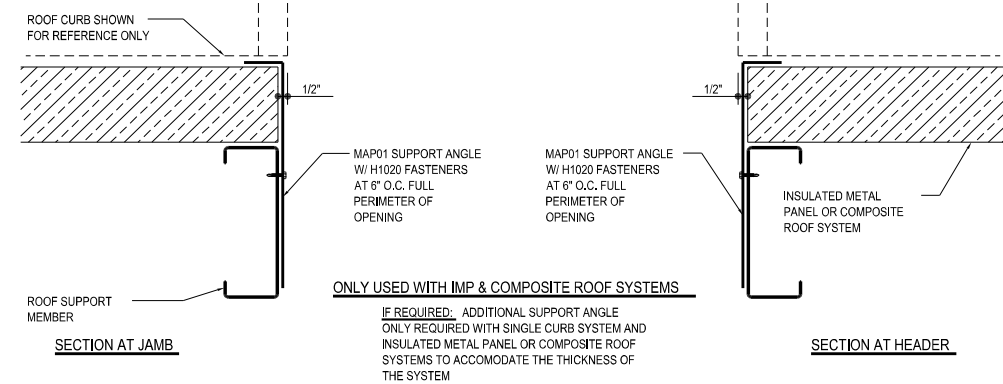 ROOF CURB SHOWN
FOR REFERENCE ONLY
1/2"
1/2"
MAP01 SUPPORT ANGLE
W/ H1020 FASTENERS
AT 6" O.C. FULL
PERIMETER OF
OPENING
MAP01 SUPPORT ANGLE
W/ H1020 FASTENERS
AT 6" O.C. FULL
PERIMETER OF
OPENING
INSULATED METAL
PANEL OR COMPOSITE
ROOF SYSTEM
ROOF SUPPORT
MEMBER
ONLY USED WITH IMP & COMPOSITE ROOF SYSTEMS
IF REQUIRED: ADDITIONAL SUPPORT ANGLE
ONLY REQUIRED WITH SINGLE CURB SYSTEM AND
INSULATED METAL PANEL OR COMPOSITE ROOF
SYSTEMS TO ACCOMODATE THE THICKNESS OF
THE SYSTEM
SECTION AT JAMB
SECTION AT HEADER